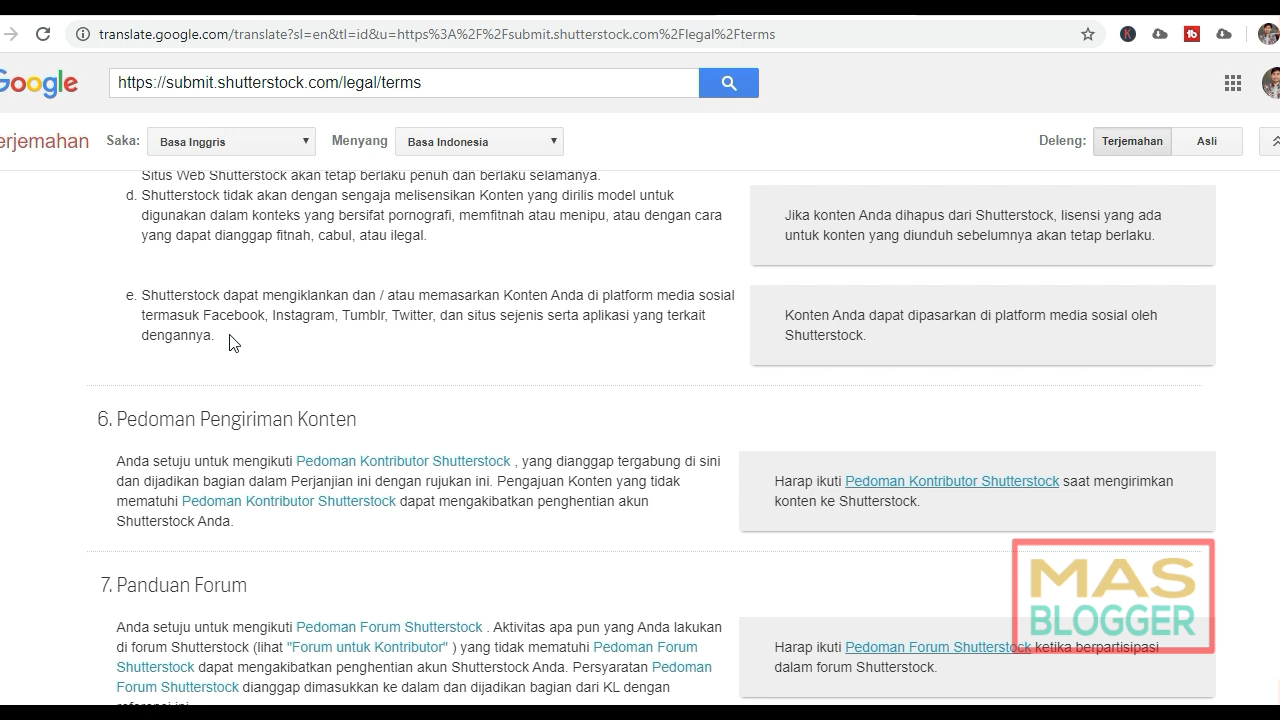 translate.google.com/translate?sl=en&tl=id&u=https%3A%2F%2Fsubmit.shutterstock.com%2Flegal%2Fterms
K
Google
https://submit.shutterstock.com/legal/terms
erjemahan Saka: Basa Inggris Menyang Basa Indonesia Deleng: Terjemahan Asli
Situs Web Shutterstock akan tetap berlaku penuh dan berlaku selamanya.
d. Shutterstock tidak akan dengan sengaja melisensikan Konten yang dirilis model untuk
digunakan dalam konteks yang bersifat pornografi, memfitnah atau menipu, atau dengan cara
yang dapat dianggap fitnah, cabul, atau ilegal.
Jika konten Anda dihapus dari Shutterstock, lisensi yang ada
untuk konten yang diunduh sebelumnya akan tetap berlaku.
e. Shutterstock dapat mengiklankan dan / atau memasarkan Konten Anda di platform media sosial
termasuk Facebook, Instagram, Tumblr, Twitter, dan situs sejenis serta aplikasi yang terkait
dengannya.
Konten Anda dapat dipasarkan di platform media sosial oleh
Shutterstock.
6. Pedoman Pengiriman Konten
Anda setuju untuk mengikuti Pedoman Kontributor Shutterstock , yang dianggap tergabung di sini
dan dijadikan bagian dalam Perjanjian ini dengan rujukan ini. Pengajuan Konten yang tidak
mematuhi Pedoman Kontributor Shutterstock dapat mengakibatkan penghentian akun
Shutterstock Anda.
Harap ikuti Pedoman Kontributor Shutterstock saat mengirimkan
konten ke Shutterstock.
7. Panduan Forum
Anda setuju untuk mengikuti Pedoman Forum Shutterstock . Aktivitas apa pun yang Anda lakukan
di forum Shutterstock (lihat "Forum untuk Kontributor" ) yang tidak mematuhi Pedoman Forum
Shutterstock dapat mengakibatkan penghentian akun Shutterstock Anda. Persyaratan Pedoman
Forum Shutterstock dianggap dimasukkan ke dalam dan dijadikan bagian dari KL dengan
referensi ini.
Harap ikuti Pedoman Forum Shutterstock ketika berpartisipasi
dalam forum Shutterstock.
MAS
BLOGGER